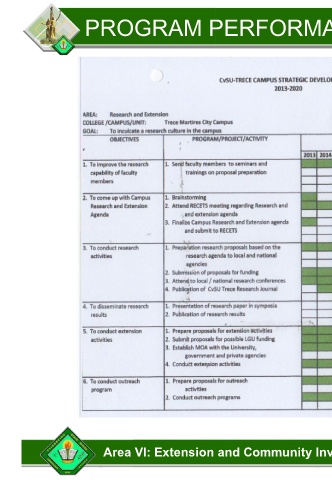 PROGRAM PERFORMA
CvSU-TRECE CAMPUS STRATEGIC DEVELO
2013-2020
AREA: Research and Extension
COLLEGE /CAMPUS/UNIT: Trece Martires City Campus
GOAL: To inculcate a research culture in the campus
OBJECTIVES PROGRAM/PROJECT/ACTIVITY
2013 2014
1. To improve the research capability of faculty members
1. Send faculty members to seminars and
trainings on proposal preparation
2. To come up with Campus
Research and Extension
Agenda
1. Brainstorming
2. Attend RECETS meeting regarding Research and
and extension agenda
3. Finalize Campus Research and Extension agenda
and submit to RECETS
3. To conduct research
activities
1. Preparation research proposals based on the
research agenda to local and national
agencies
2. Submission of proposals for funding
3. Attend to local / national research conferences
4. Publication of CvSU Trece Research Journal
4. To disseminate research
results
1. Presentation of research paper in symposia
2. Publication of research results
5. To conduct extension
activities
1. Prepare proposals for extension activities
2. Submit proposals for possible LGU funding
3. Establish MOA with the University,
government and private agencies
4. Conduct extension activities
6. To conduct outreach
program
1. Prepare proposals for outreach
activities
2. Conduct outreach programs
Area VI: Extension and Community Inv